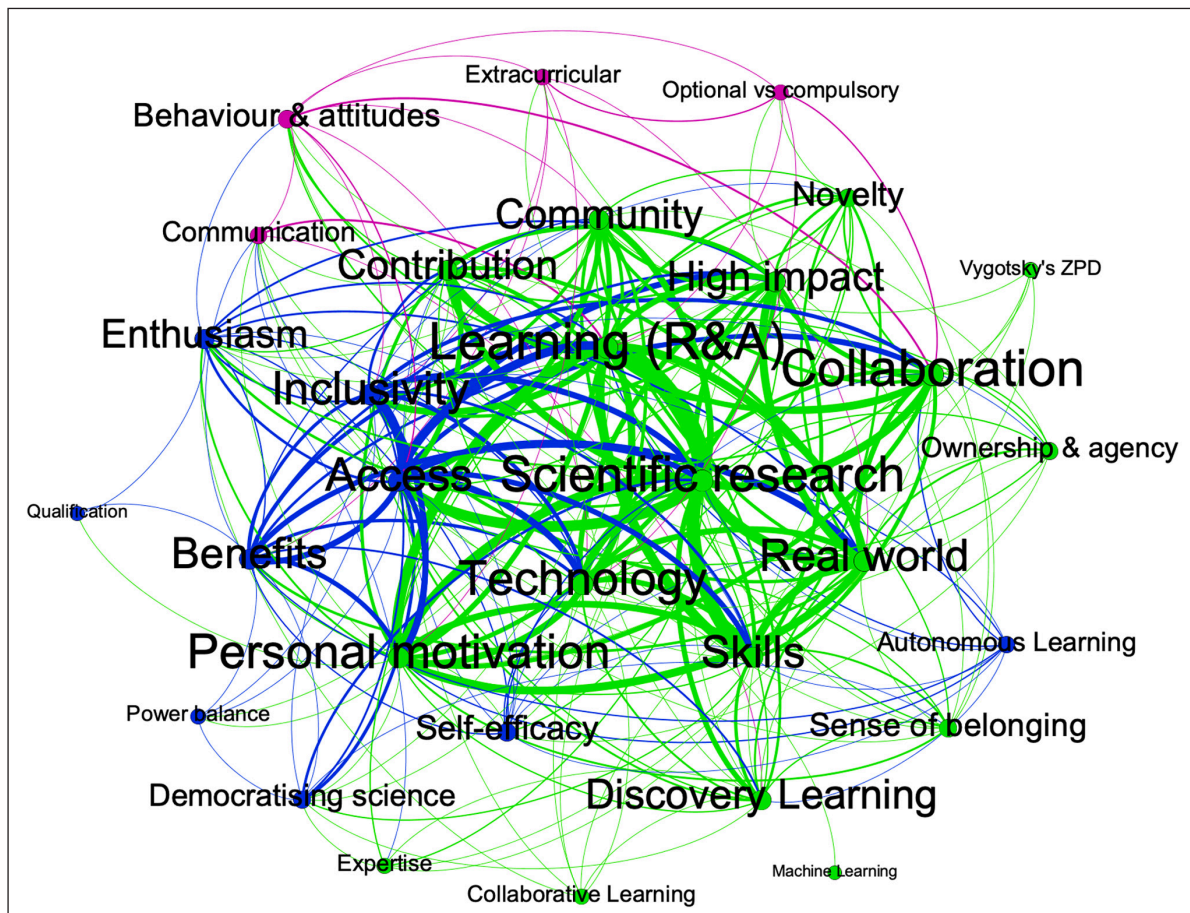 Extracurricular
Optional vs compulsory
Behaviour & attitudes
Novelty
Community
Communication
Contribution
High impact
Vygotsky's ZPD
Enthusiasm
Learning (R&A)
Collaboration
Inclusivity
Ownership & agency
Access
Scientific research
Qualification
Benefits
Real world
Technology
Autonomous Learning
Personal motivation
Skills
Power balance
Self-efficacy
Sense of belonging
Democratising science
Discovery Learning
Expertise
Machine Learning
Collaborative Learning